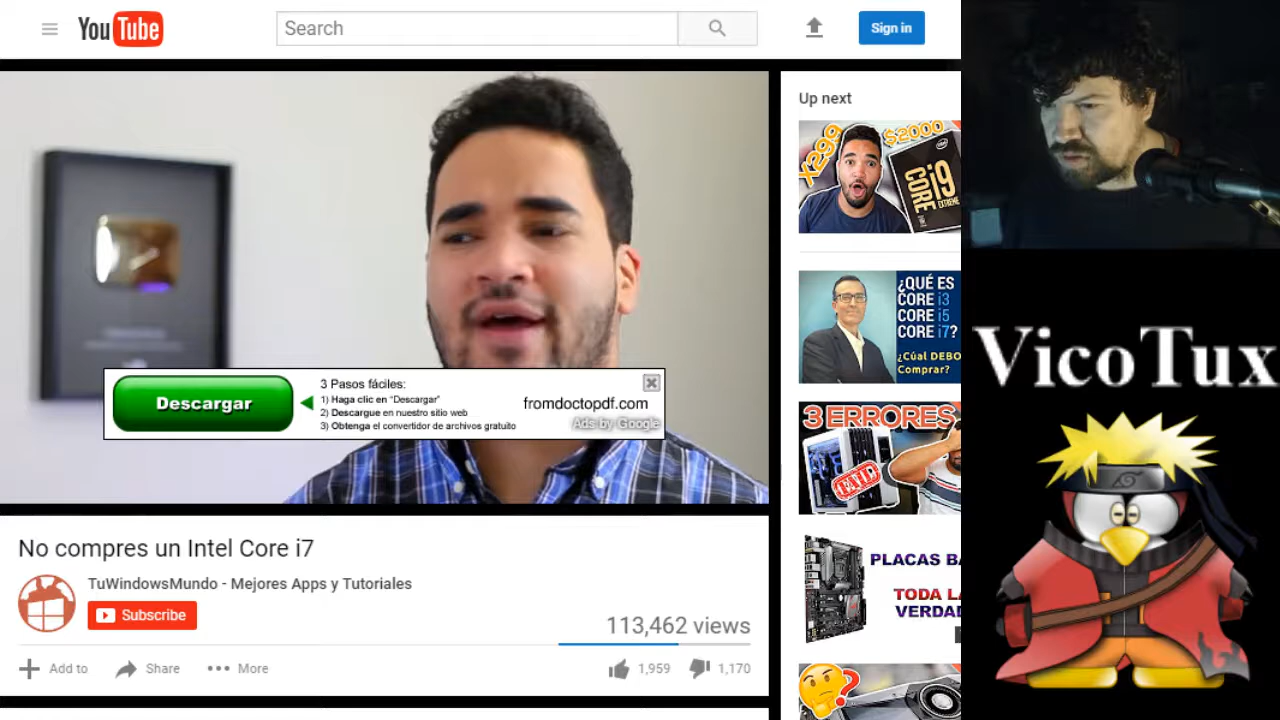 YouTube
Search
Sign in
Up next
X299
$2000
CORE i9
EXTREME
¿QUÉ ES
CORE i3
CORE i5
CORE i7?
¿Cúal DEBO
Comprar?
3 ERRORES
FAIL
PLACAS BA
TODA LA
VERDAD
VicoTux
Descargar
3 Pasos fáciles:
1) Haga clic en "Descargar"
2) Descargue en nuestro sitio web
3) Obtenga el convertidor de archivos gratuito
fromdoctopdf.com
Ads by Google
No compres un Intel Core i7
TuWindowsMundo - Mejores Apps y Tutoriales
Subscribe
113,462 views
Add to
Share
More
1,959
1,170